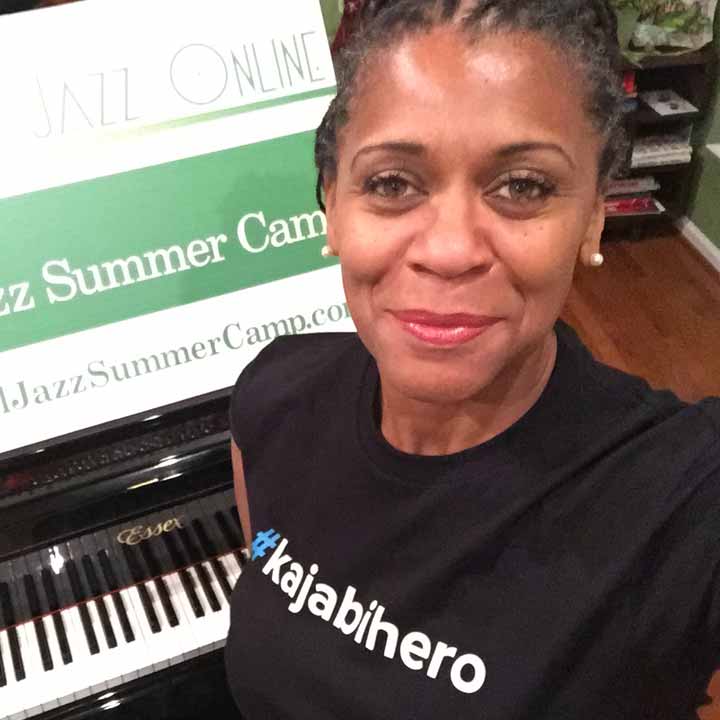 JAZZ ONLINE
zz Summer Cam
lJazzSummerCamp.co
Essex
#kajabihero